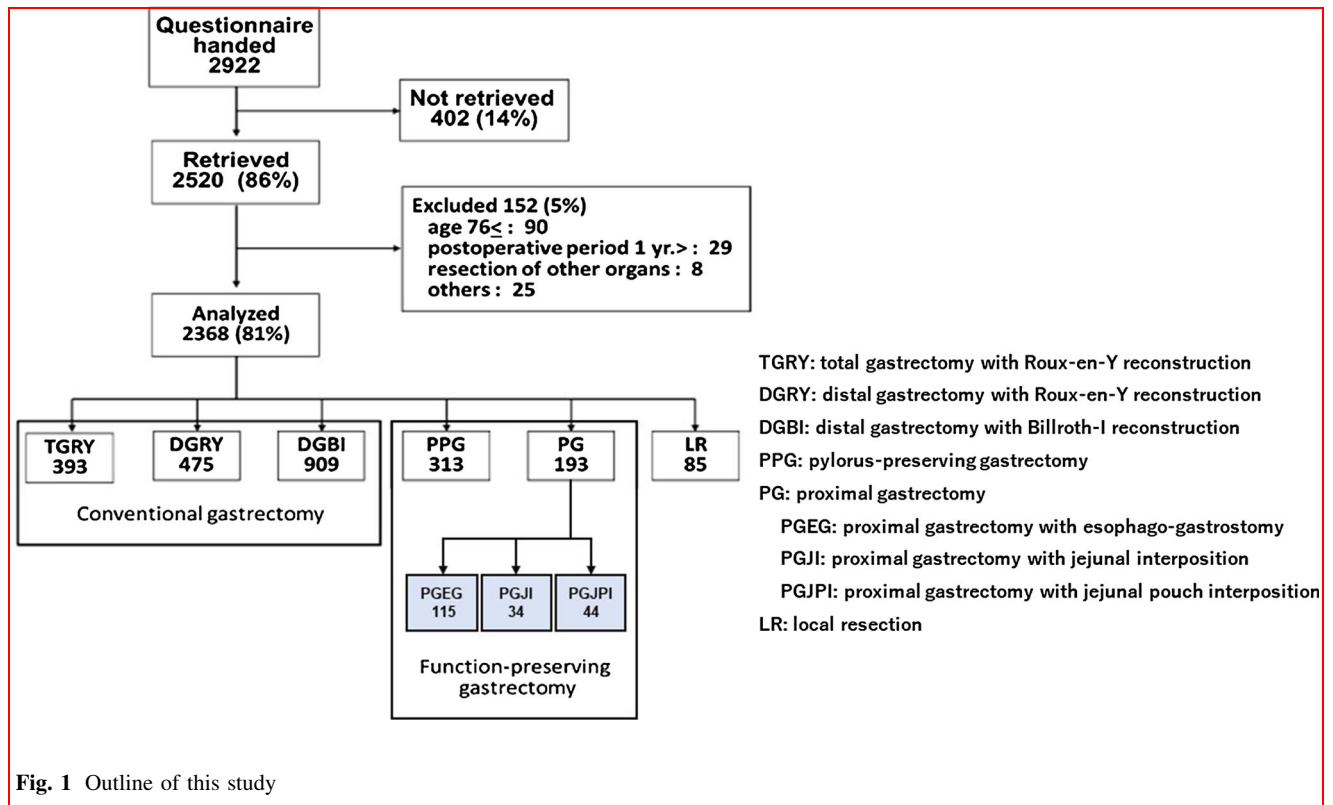 Questionnaire
handed
2922
Not retrieved
402 (14%)
Retrieved
2520 (86%)
Excluded 152 (5%)
age 76≤ : 90
postoperative period 1 yr.> : 29
resection of other organs : 8
others : 25
Analyzed
2368 (81%)
TGRY
393
DGRY
475
DGBI
909
PPG
313
PG
193
LR
85
Conventional gastrectomy
PGEG
115
PGJI
34
PGJPI
44
Function-preserving
gastrectomy
TGRY: total gastrectomy with Roux-en-Y reconstruction
DGRY: distal gastrectomy with Roux-en-Y reconstruction
DGBI: distal gastrectomy with Billroth-I reconstruction
PPG: pylorus-preserving gastrectomy
PG: proximal gastrectomy
PGEG: proximal gastrectomy with esophago-gastrostomy
PGJI: proximal gastrectomy with jejunal interposition
PGJPI: proximal gastrectomy with jejunal pouch interposition
LR: local resection
Fig. 1 Outline of this study